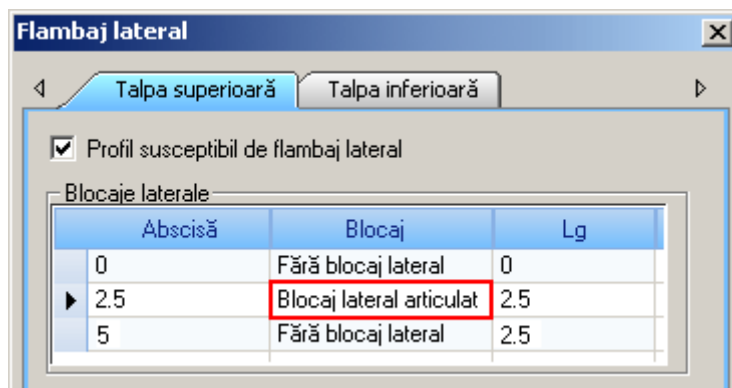 Flambaj lateral
Talpa superioară Talpa inferioară
Profil susceptibil de flambaj lateral
Blocaje laterale
Abscisă Blocaj Lg
0 Fără blocaj lateral 0
2.5 Blocaj lateral articulat 2.5
5 Fără blocaj lateral 2.5